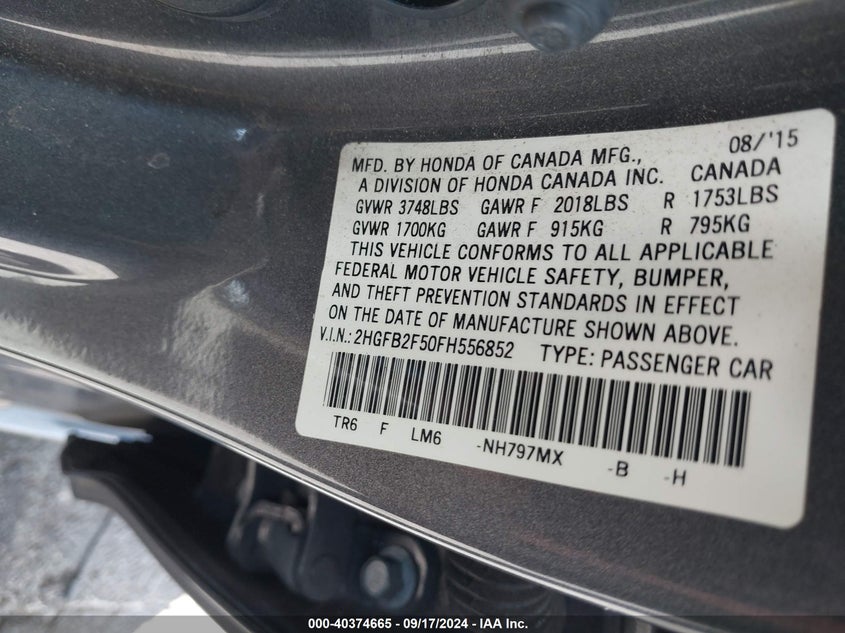 08/'15
MFD. BY HONDA OF CANADA MFG.,
A DIVISION OF HONDA CANADA INC. CANADA
GVWR 3748LBS GAWR F 2018LBS R 1753LBS
GVWR 1700KG GAWR F 915KG R 795KG
THIS VEHICLE CONFORMS TO ALL APPLICABLE
FEDERAL MOTOR VEHICLE SAFETY, BUMPER,
AND THEFT PREVENTION STANDARDS IN EFFECT
ON THE DATE OF MANUFACTURE SHOWN ABOVE.
V.I.N.: 2HGFB2F50FH556852 TYPE: PASSENGER CAR
TR6 F LM6 -NH797MX -B -H
000-40374665 - 09/17/2024 - IAA Inc.